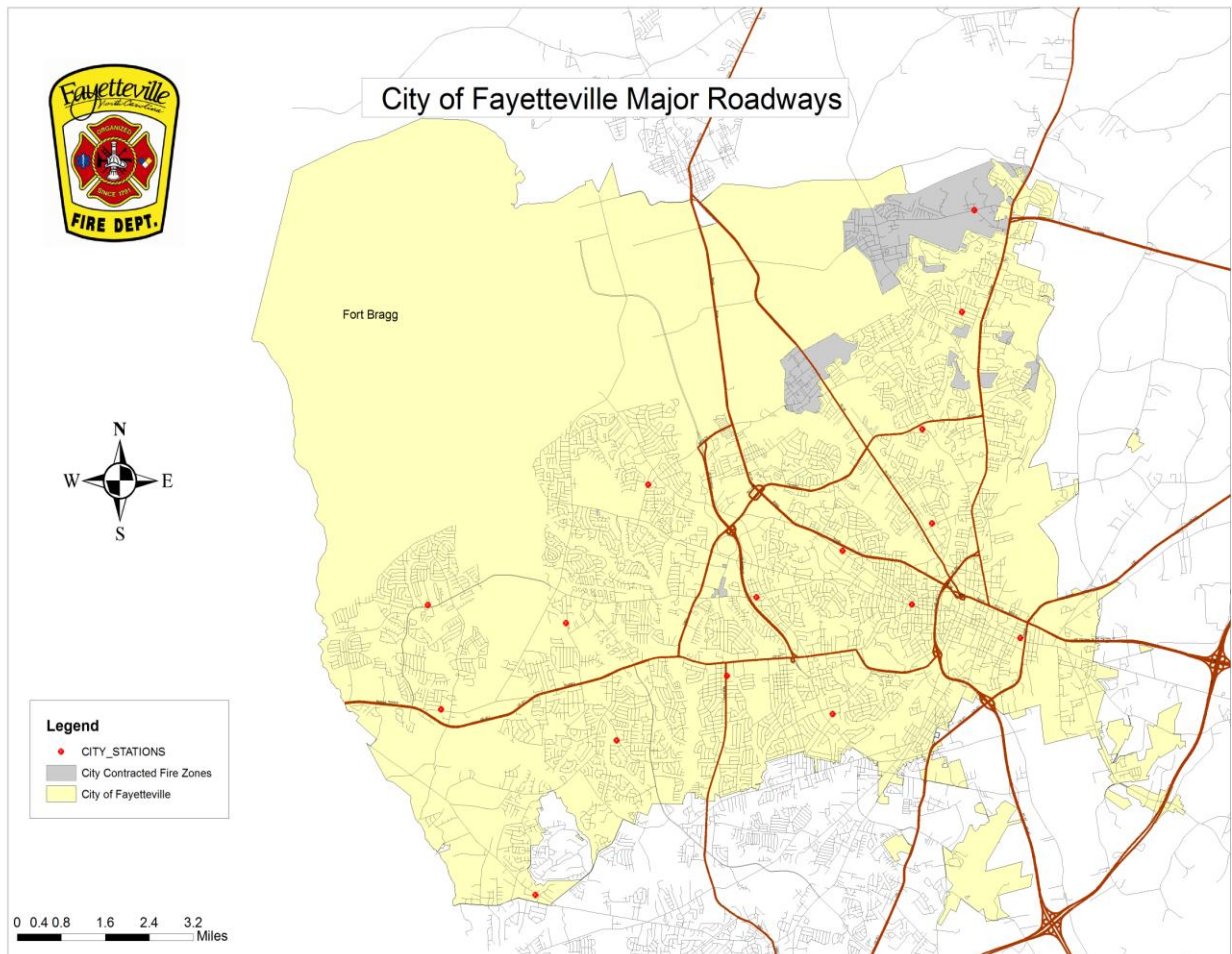 Fayetteville
North Carolina
ORGANIZED
SINCE 1791
FIRE DEPT.
City of Fayetteville Major Roadways
Fort Bragg
N
W E
S
Legend
CITY_STATIONS
City Contracted Fire Zones
City of Fayetteville
0 0.4 0.8 1.6 2.4 3.2
Miles